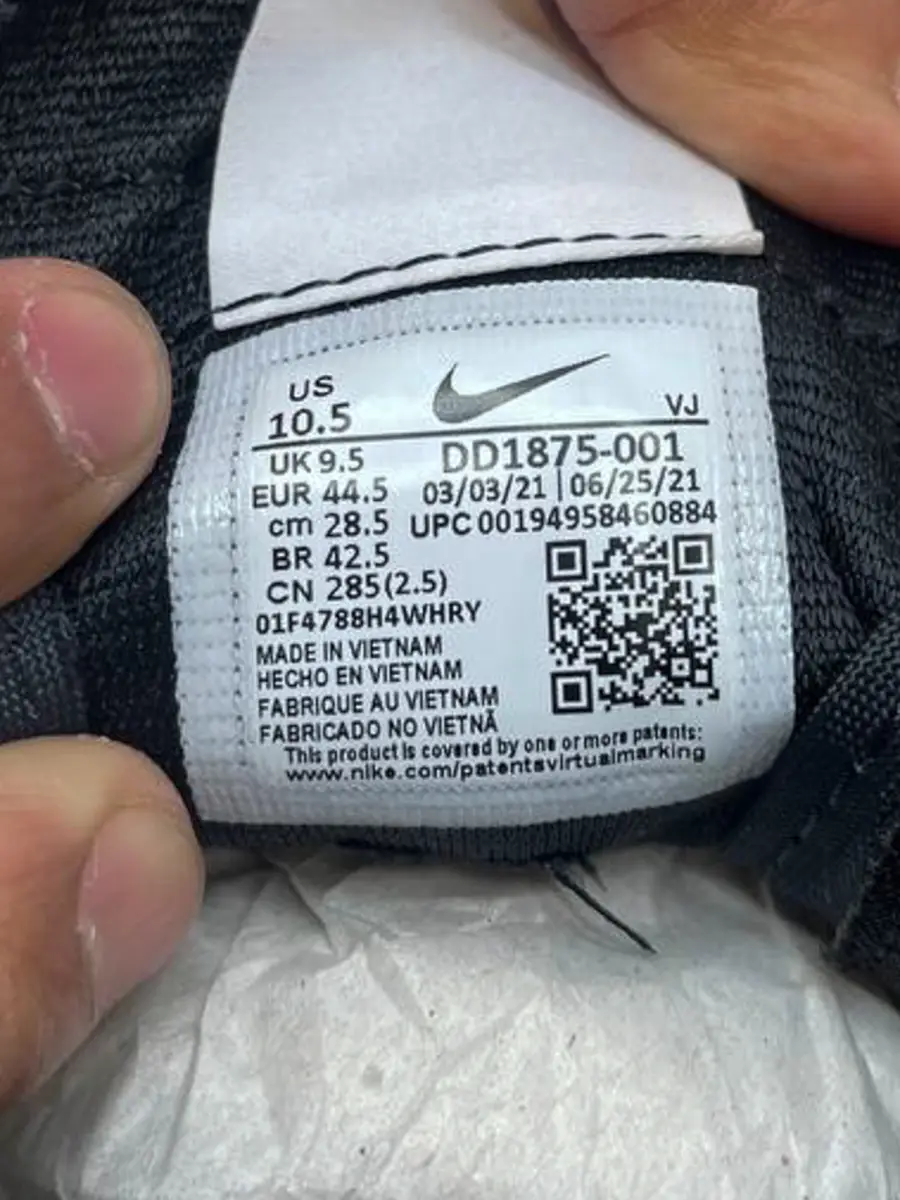 US
10.5
VJ
UK 9.5
DD1875-001
EUR 44.5
03/03/21 | 06/25/21
cm 28.5
UPC 00194958460884
BR 42.5
CN 285(2.5)
01F4788H4WHRY
MADE IN VIETNAM
HECHO EN VIETNAM
FABRIQUE AU VIETNAM
FABRICADO NO VIETNÃ
This product is covered by one or more patents:
www.nike.com/patentsvirtualmarking